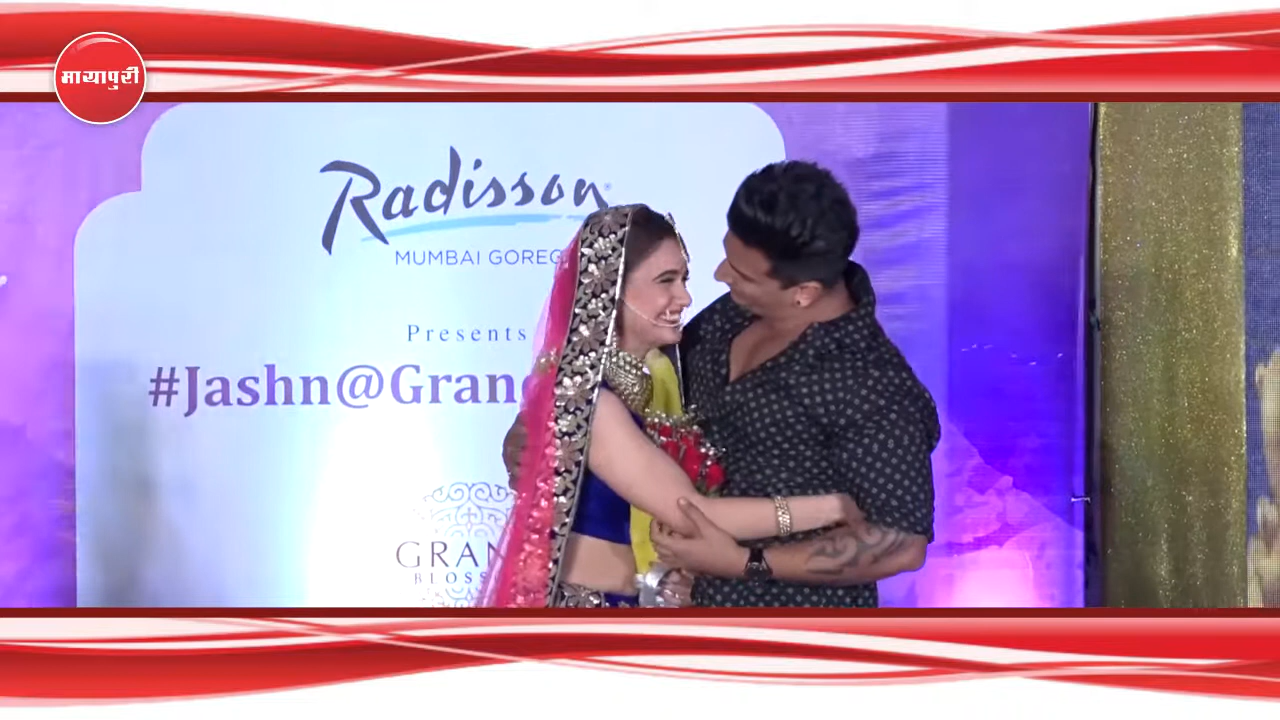 मायापुरी
Radisson
MUMBAI GOREG
Presents
#Jashn@Gran
GRAN
BLOSS